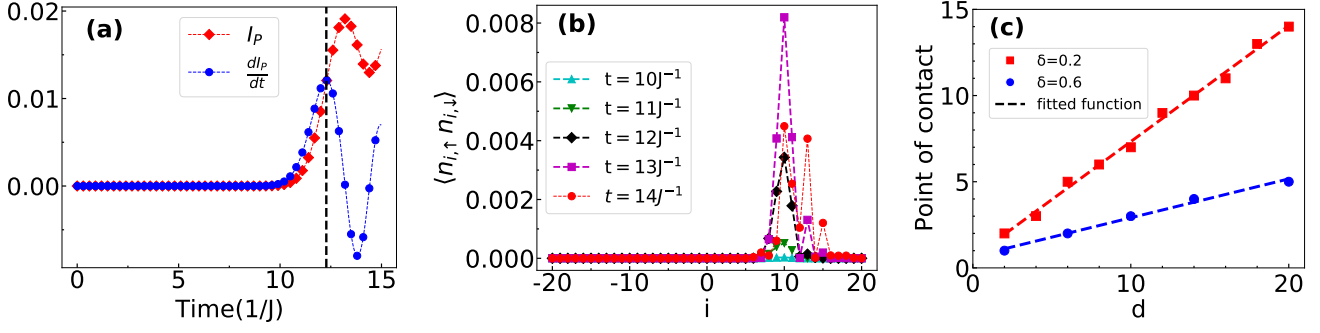 (a)
I_P
dI_P/dt
0.02
0.01
0.00
0
5
10
15
Time(1/J)
(b)
t = 10J⁻¹
t = 11J⁻¹
t = 12J⁻¹
t = 13J⁻¹
t = 14J⁻¹
⟨n_{i,↑} n_{i,↓}⟩
0.008
0.006
0.004
0.002
0.000
-20
-10
0
10
20
i
(c)
δ=0.2
δ=0.6
fitted function
Point of contact
15
10
5
0
0
10
20
d